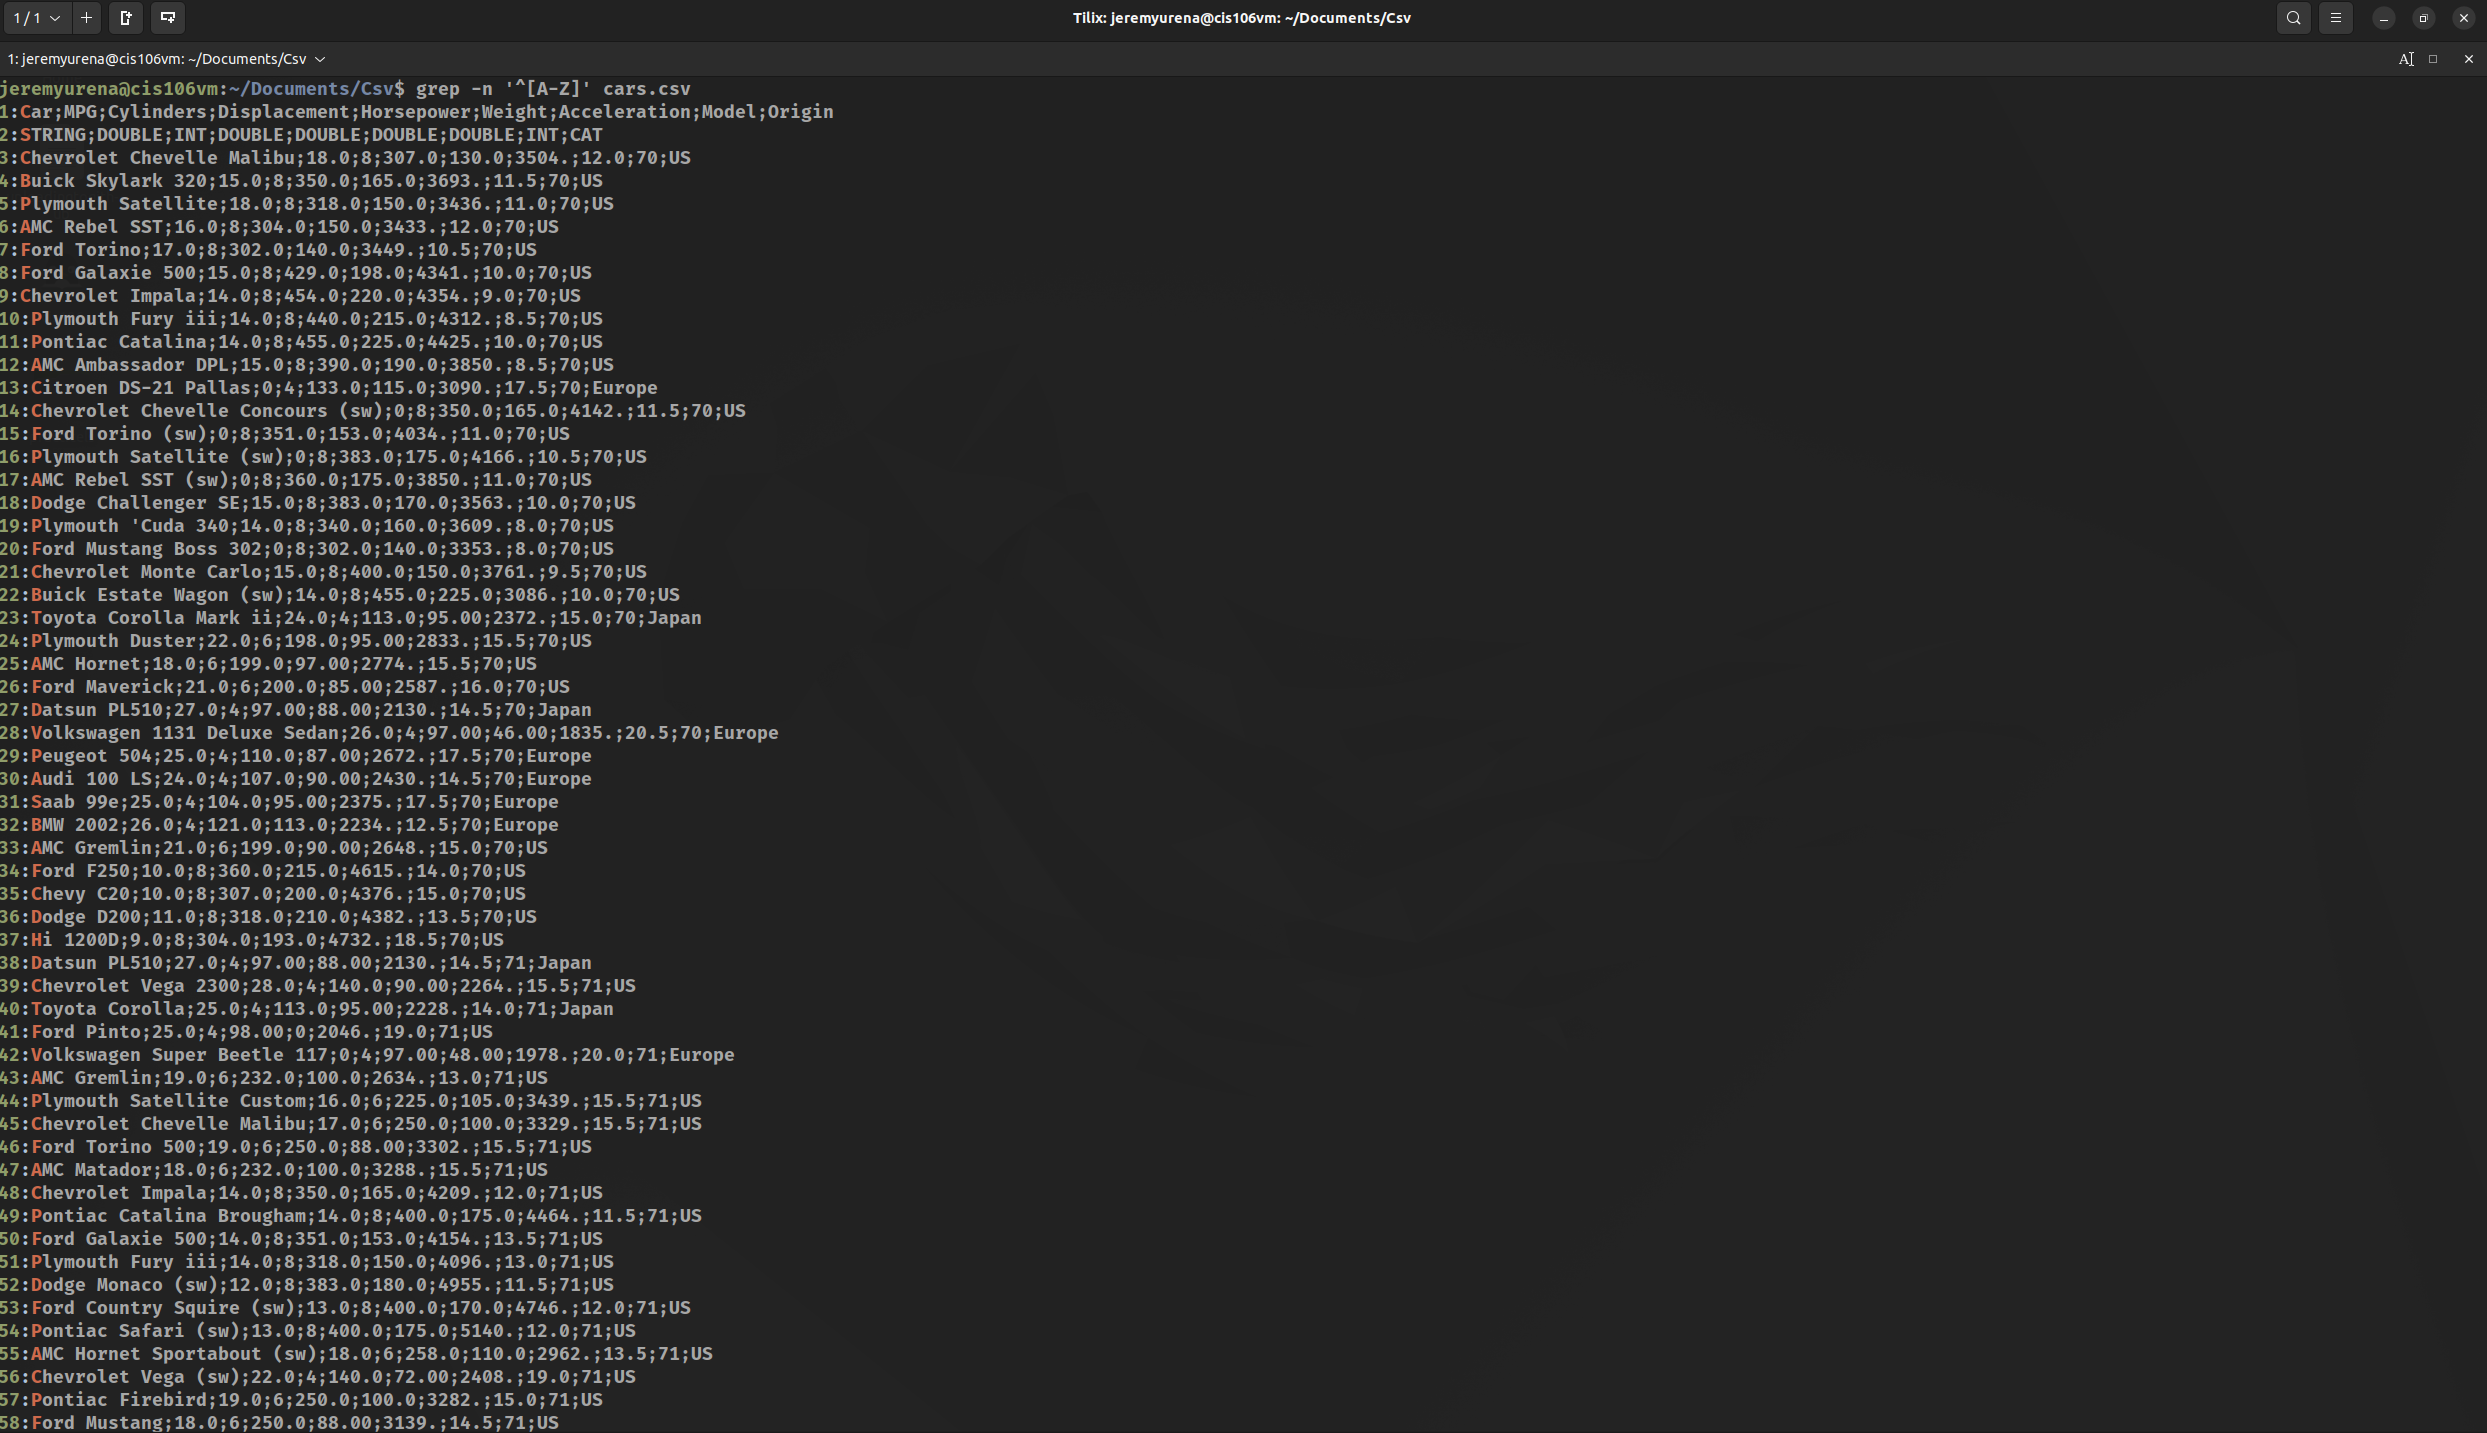 1 / 1
Tilix: jeremyurena@cis106vm: ~/Documents/Csv
1: jeremyurena@cis106vm: ~/Documents/Csv
jeremyurena@cis106vm:~/Documents/Csv$ grep -n '^[A-Z]' cars.csv
1:Car;MPG;Cylinders;Displacement;Horsepower;Weight;Acceleration;Model;Origin
2:STRING;DOUBLE;INT;DOUBLE;DOUBLE;DOUBLE;DOUBLE;INT;CAT
3:Chevrolet Chevelle Malibu;18.0;8;307.0;130.0;3504.;12.0;70;US
4:Buick Skylark 320;15.0;8;350.0;165.0;3693.;11.5;70;US
5:Plymouth Satellite;18.0;8;318.0;150.0;3436.;11.0;70;US
6:AMC Rebel SST;16.0;8;304.0;150.0;3433.;12.0;70;US
7:Ford Torino;17.0;8;302.0;140.0;3449.;10.5;70;US
8:Ford Galaxie 500;15.0;8;429.0;198.0;4341.;10.0;70;US
9:Chevrolet Impala;14.0;8;454.0;220.0;4354.;9.0;70;US
10:Plymouth Fury iii;14.0;8;440.0;215.0;4312.;8.5;70;US
11:Pontiac Catalina;14.0;8;455.0;225.0;4425.;10.0;70;US
12:AMC Ambassador DPL;15.0;8;390.0;190.0;3850.;8.5;70;US
13:Citroen DS-21 Pallas;0;4;133.0;115.0;3090.;17.5;70;Europe
14:Chevrolet Chevelle Concours (sw);0;8;350.0;165.0;4142.;11.5;70;US
15:Ford Torino (sw);0;8;351.0;153.0;4034.;11.0;70;US
16:Plymouth Satellite (sw);0;8;383.0;175.0;4166.;10.5;70;US
17:AMC Rebel SST (sw);0;8;360.0;175.0;3850.;11.0;70;US
18:Dodge Challenger SE;15.0;8;383.0;170.0;3563.;10.0;70;US
19:Plymouth 'Cuda 340;14.0;8;340.0;160.0;3609.;8.0;70;US
20:Ford Mustang Boss 302;0;8;302.0;140.0;3353.;8.0;70;US
21:Chevrolet Monte Carlo;15.0;8;400.0;150.0;3761.;9.5;70;US
22:Buick Estate Wagon (sw);14.0;8;455.0;225.0;3086.;10.0;70;US
23:Toyota Corolla Mark ii;24.0;4;113.0;95.00;2372.;15.0;70;Japan
24:Plymouth Duster;22.0;6;198.0;95.00;2833.;15.5;70;US
25:AMC Hornet;18.0;6;199.0;97.00;2774.;15.5;70;US
26:Ford Maverick;21.0;6;200.0;85.00;2587.;16.0;70;US
27:Datsun PL510;27.0;4;97.00;88.00;2130.;14.5;70;Japan
28:Volkswagen 1131 Deluxe Sedan;26.0;4;97.00;46.00;1835.;20.5;70;Europe
29:Peugeot 504;25.0;4;110.0;87.00;2672.;17.5;70;Europe
30:Audi 100 LS;24.0;4;107.0;90.00;2430.;14.5;70;Europe
31:Saab 99e;25.0;4;104.0;95.00;2375.;17.5;70;Europe
32:BMW 2002;26.0;4;121.0;113.0;2234.;12.5;70;Europe
33:AMC Gremlin;21.0;6;199.0;90.00;2648.;15.0;70;US
34:Ford F250;10.0;8;360.0;215.0;4615.;14.0;70;US
35:Chevy C20;10.0;8;307.0;200.0;4376.;15.0;70;US
36:Dodge D200;11.0;8;318.0;210.0;4382.;13.5;70;US
37:Hi 1200D;9.0;8;304.0;193.0;4732.;18.5;70;US
38:Datsun PL510;27.0;4;97.00;88.00;2130.;14.5;71;Japan
39:Chevrolet Vega 2300;28.0;4;140.0;90.00;2264.;15.5;71;US
40:Toyota Corolla;25.0;4;113.0;95.00;2228.;14.0;71;Japan
41:Ford Pinto;25.0;4;98.00;0;2046.;19.0;71;US
42:Volkswagen Super Beetle 117;0;4;97.00;48.00;1978.;20.0;71;Europe
43:AMC Gremlin;19.0;6;232.0;100.0;2634.;13.0;71;US
44:Plymouth Satellite Custom;16.0;6;225.0;105.0;3439.;15.5;71;US
45:Chevrolet Chevelle Malibu;17.0;6;250.0;100.0;3329.;15.5;71;US
46:Ford Torino 500;19.0;6;250.0;88.00;3302.;15.5;71;US
47:AMC Matador;18.0;6;232.0;100.0;3288.;15.5;71;US
48:Chevrolet Impala;14.0;8;350.0;165.0;4209.;12.0;71;US
49:Pontiac Catalina Brougham;14.0;8;400.0;175.0;4464.;11.5;71;US
50:Ford Galaxie 500;14.0;8;351.0;153.0;4154.;13.5;71;US
51:Plymouth Fury iii;14.0;8;318.0;150.0;4096.;13.0;71;US
52:Dodge Monaco (sw);12.0;8;383.0;180.0;4955.;11.5;71;US
53:Ford Country Squire (sw);13.0;8;400.0;170.0;4746.;12.0;71;US
54:Pontiac Safari (sw);13.0;8;400.0;175.0;5140.;12.0;71;US
55:AMC Hornet Sportabout (sw);18.0;6;258.0;110.0;2962.;13.5;71;US
56:Chevrolet Vega (sw);22.0;4;140.0;72.00;2408.;19.0;71;US
57:Pontiac Firebird;19.0;6;250.0;100.0;3282.;15.0;71;US
58:Ford Mustang;18.0;6;250.0;88.00;3139.;14.5;71;US